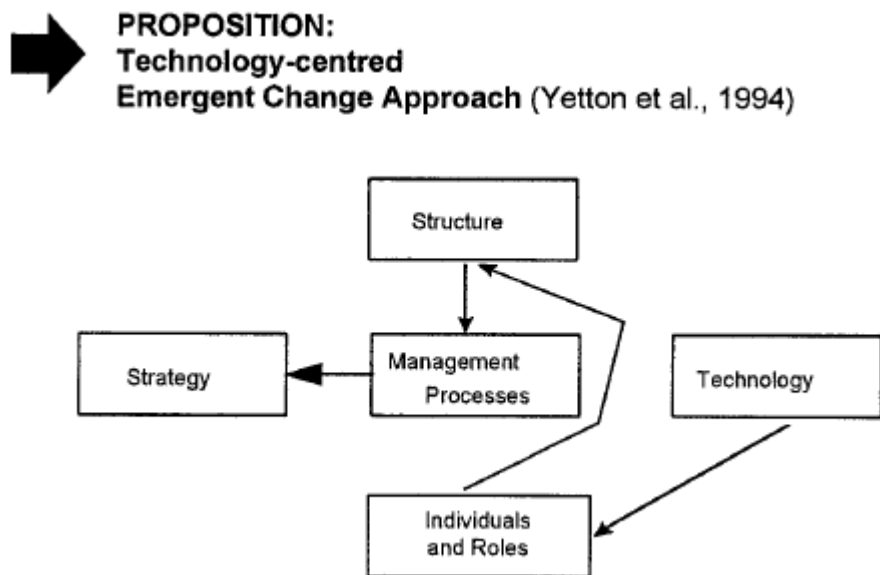 PROPOSITION:
Technology-centred
Emergent Change Approach (Yetton et al., 1994)
Structure
Strategy
Management
Processes
Technology
Individuals
and Roles